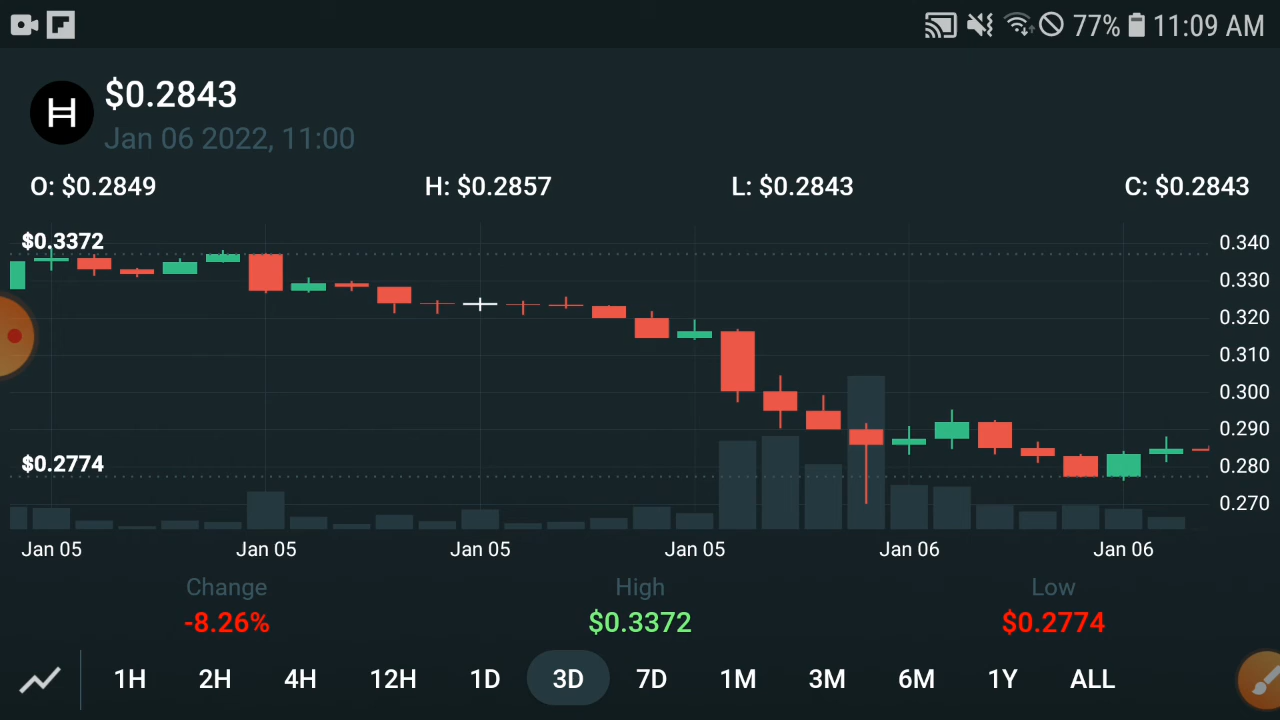 77% 11:09 AM
$0.2843
Jan 06 2022, 11:00
O: $0.2849 H: $0.2857 L: $0.2843 C: $0.2843
$0.3372
0.340
0.330
0.320
0.310
0.300
0.290
$0.2774
0.280
0.270
Jan 05 Jan 05 Jan 05 Jan 05 Jan 06 Jan 06
Change High Low
-8.26% $0.3372 $0.2774
1H 2H 4H 12H 1D 3D 7D 1M 3M 6M 1Y ALL